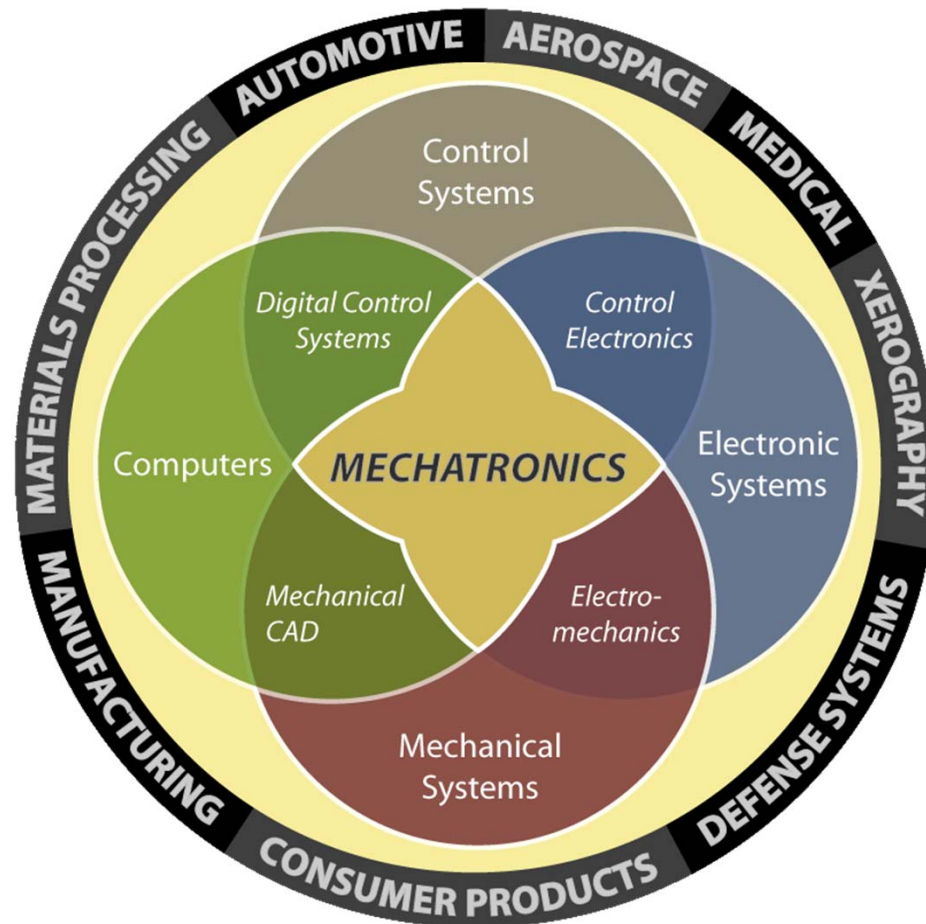 AUTOMOTIVE
AEROSPACE
MEDICAL
XEROGRAPHY
DEFENSE SYSTEMS
CONSUMER PRODUCTS
MANUFACTURING
MATERIALS PROCESSING
Control
Systems
Digital Control
Systems
Control
Electronics
Computers
MECHATRONICS
Electronic
Systems
Mechanical
CAD
Electro-
mechanics
Mechanical
Systems